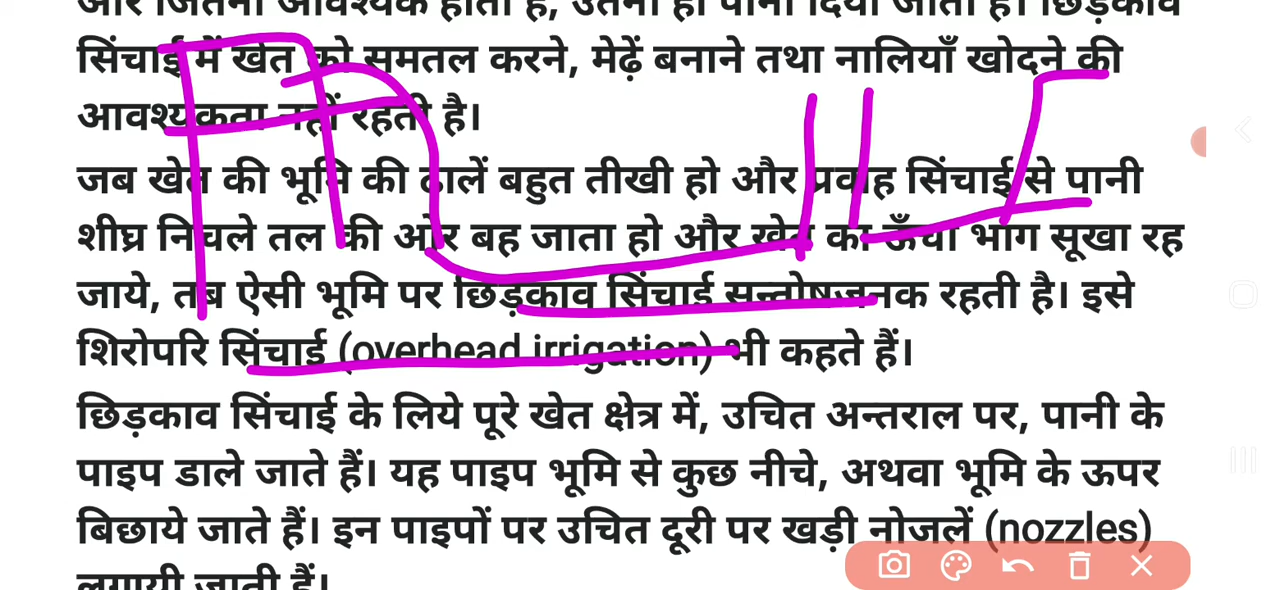 और जितना आवश्यक होता है, उतना ही पानी दिया जाता है। छिड़काव
सिंचाई में खेत को समतल करने, मेढ़ें बनाने तथा नालियाँ खोदने की
आवश्यकता नहीं रहती है।
जब खेत की भूमि की ढालें बहुत तीखी हो और प्रवाह सिंचाई से पानी
शीघ्र निचले तल की ओर बह जाता हो और खेत का ऊँचा भाग सूखा रह
जाये, तब ऐसी भूमि पर छिड़काव सिंचाई सन्तोषजनक रहती है। इसे
शिरोपरि सिंचाई (overhead irrigation) भी कहते हैं।
छिड़काव सिंचाई के लिये पूरे खेत क्षेत्र में, उचित अन्तराल पर, पानी के
पाइप डाले जाते हैं। यह पाइप भूमि से कुछ नीचे, अथवा भूमि के ऊपर
बिछाये जाते हैं। इन पाइपों पर उचित दूरी पर खड़ी नोजलें (nozzles)
लगायी जाती हैं।